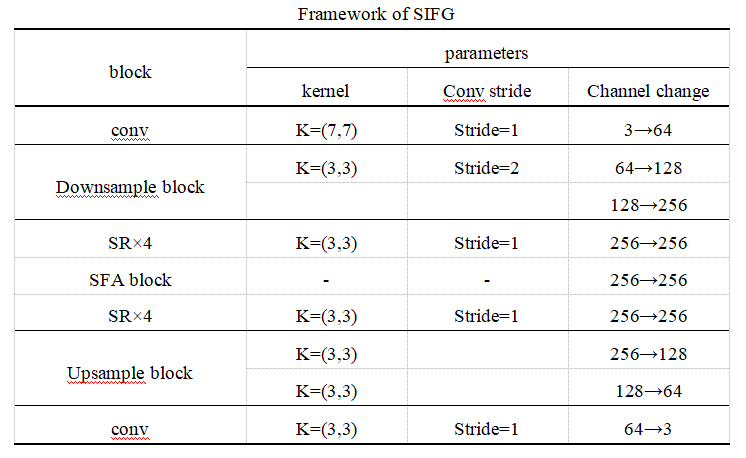 Framework of SIFG
block
parameters
kernel
Conv stride
Channel change
conv
K=(7,7)
Stride=1
3→64
Downsample block
K=(3,3)
Stride=2
64→128
128→256
SR×4
K=(3,3)
Stride=1
256→256
SFA block
-
-
256→256
SR×4
K=(3,3)
Stride=1
256→256
Upsample block
K=(3,3)
256→128
K=(3,3)
128→64
conv
K=(3,3)
Stride=1
64→3